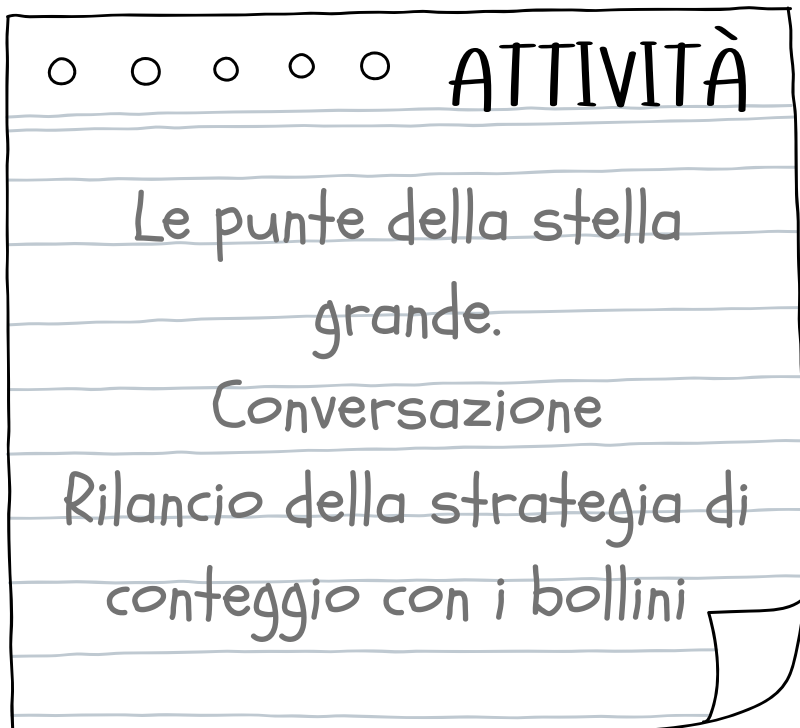 ATTIVITÀ
Le punte della stella
grande.
Conversazione
Rilancio della strategia di
conteggio con i bollini